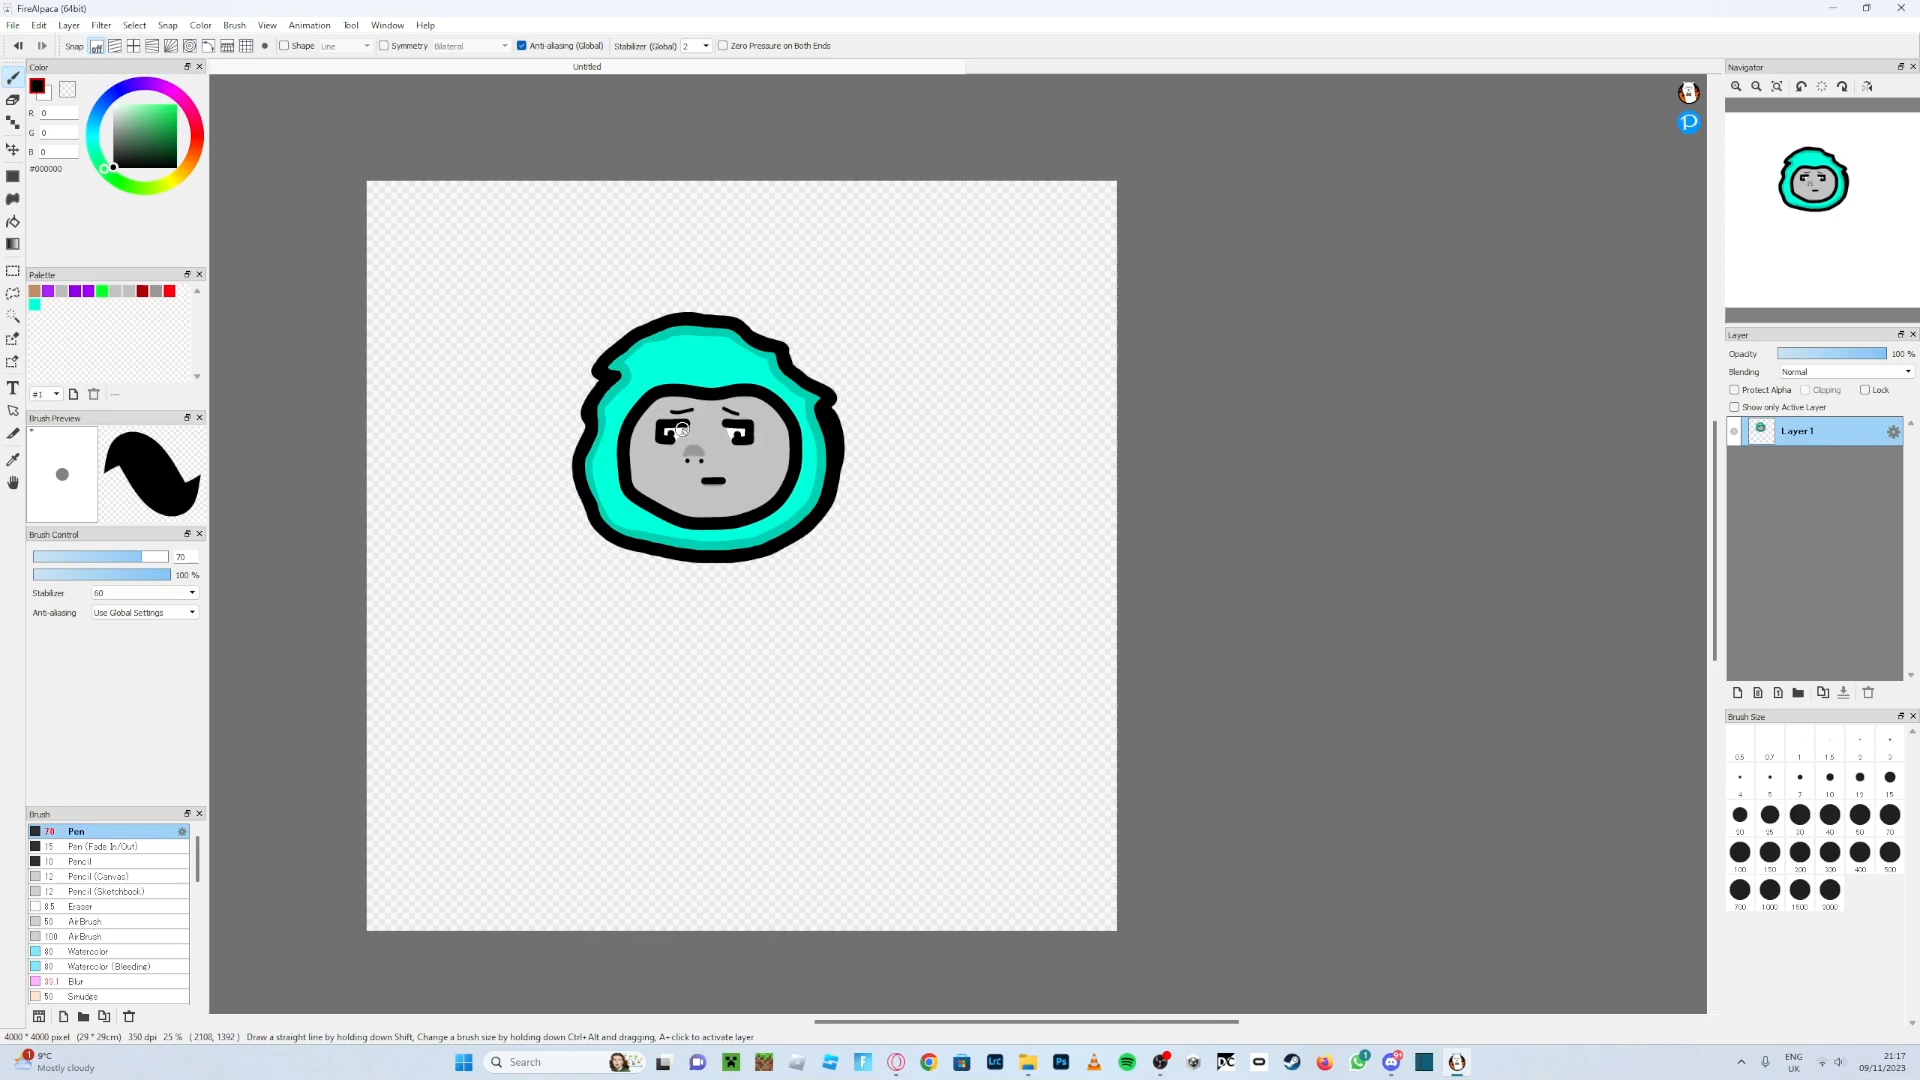 FireAlpaca (64bit)
File Edit Layer Filter Select Snap Color Brush View Animation Tool Window Help
Snap off Shape Line Symmetry Bilateral Anti-aliasing (Global) Stabilizer (Global) 2 Zero Pressure on Both Ends
Color
Untitled
Navigator
R 0
G 0
B 0
#000000
Palette
#1
Brush Preview
Brush Control
70
100 %
Stabilizer 60
Anti-aliasing Use Global Settings
Brush
70 Pen
15 Pen (Fade In/Out)
10 Pencil
12 Pencil (Canvas)
12 Pencil (Sketchbook)
8.5 Eraser
50 AirBrush
100 AirBrush
80 Watercolor
80 Watercolor (Bleeding)
39.1 Blur
50 Smudge
Layer
Opacity 100 %
Blending Normal
Protect Alpha Clipping Lock
Show only Active Layer
Layer1
Brush Size
0.5 0.7 1 1.5 2 3
4 5 7 10 12 15
20 25 30 40 50 70
100 150 200 300 400 500
700 1000 1500 2000
4000 * 4000 pixel (29 * 29cm) 350 dpi 25 % ( 2108, 1392 ) Draw a straight line by holding down Shift, Change a brush size by holding down Ctrl+Alt and dragging, A+click to activate layer
1 9°C
Mostly cloudy
Search
LrC
Ps
1
9+
ENG
UK
21:17
09/11/2023